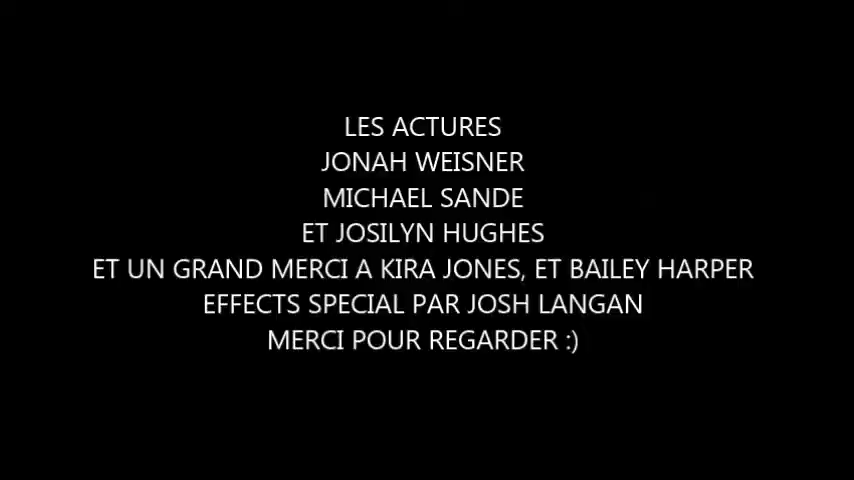 LES ACTURES
JONAH WEISNER
MICHAEL SANDE
ET JOSILYN HUGHES
ET UN GRAND MERCI A KIRA JONES, ET BAILEY HARPER
EFFECTS SPECIAL PAR JOSH LANGAN
MERCI POUR REGARDER :)